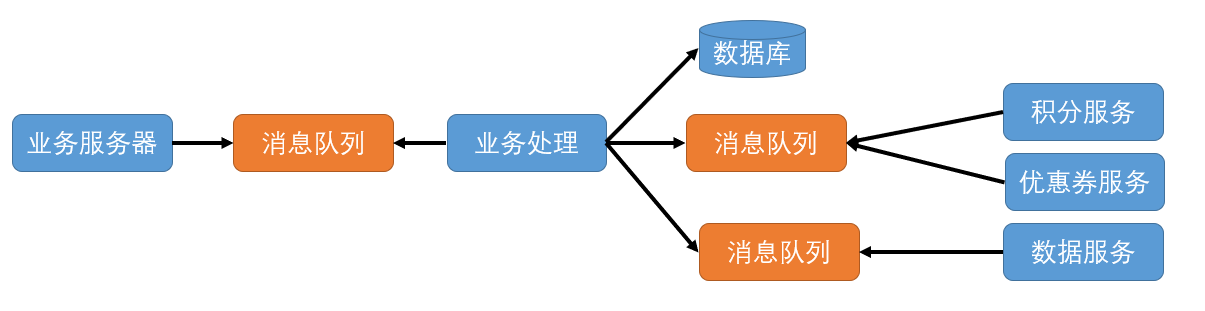 业务服务器
消息队列
业务处理
数据库
消息队列
消息队列
积分服务
优惠券服务
数据服务